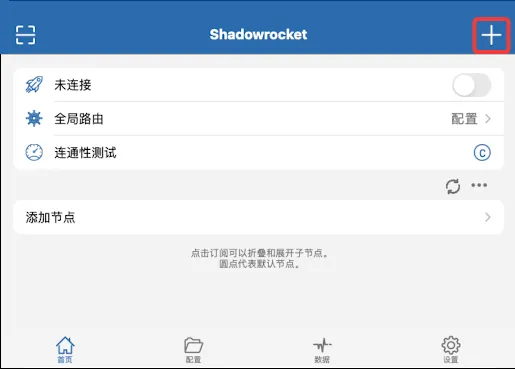 Shadowrocket
未连接
全局路由 配置
连通性测试 C
添加节点
点击订阅可以折叠和展开子节点。
圆点代表默认节点。
首页 配置 数据 设置